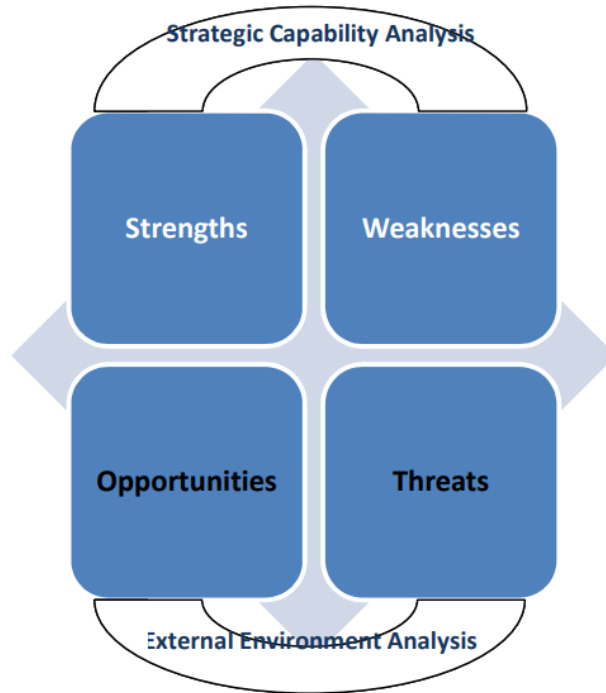 Strategic Capability Analysis
Strengths
Weaknesses
Opportunities
Threats
External Environment Analysis